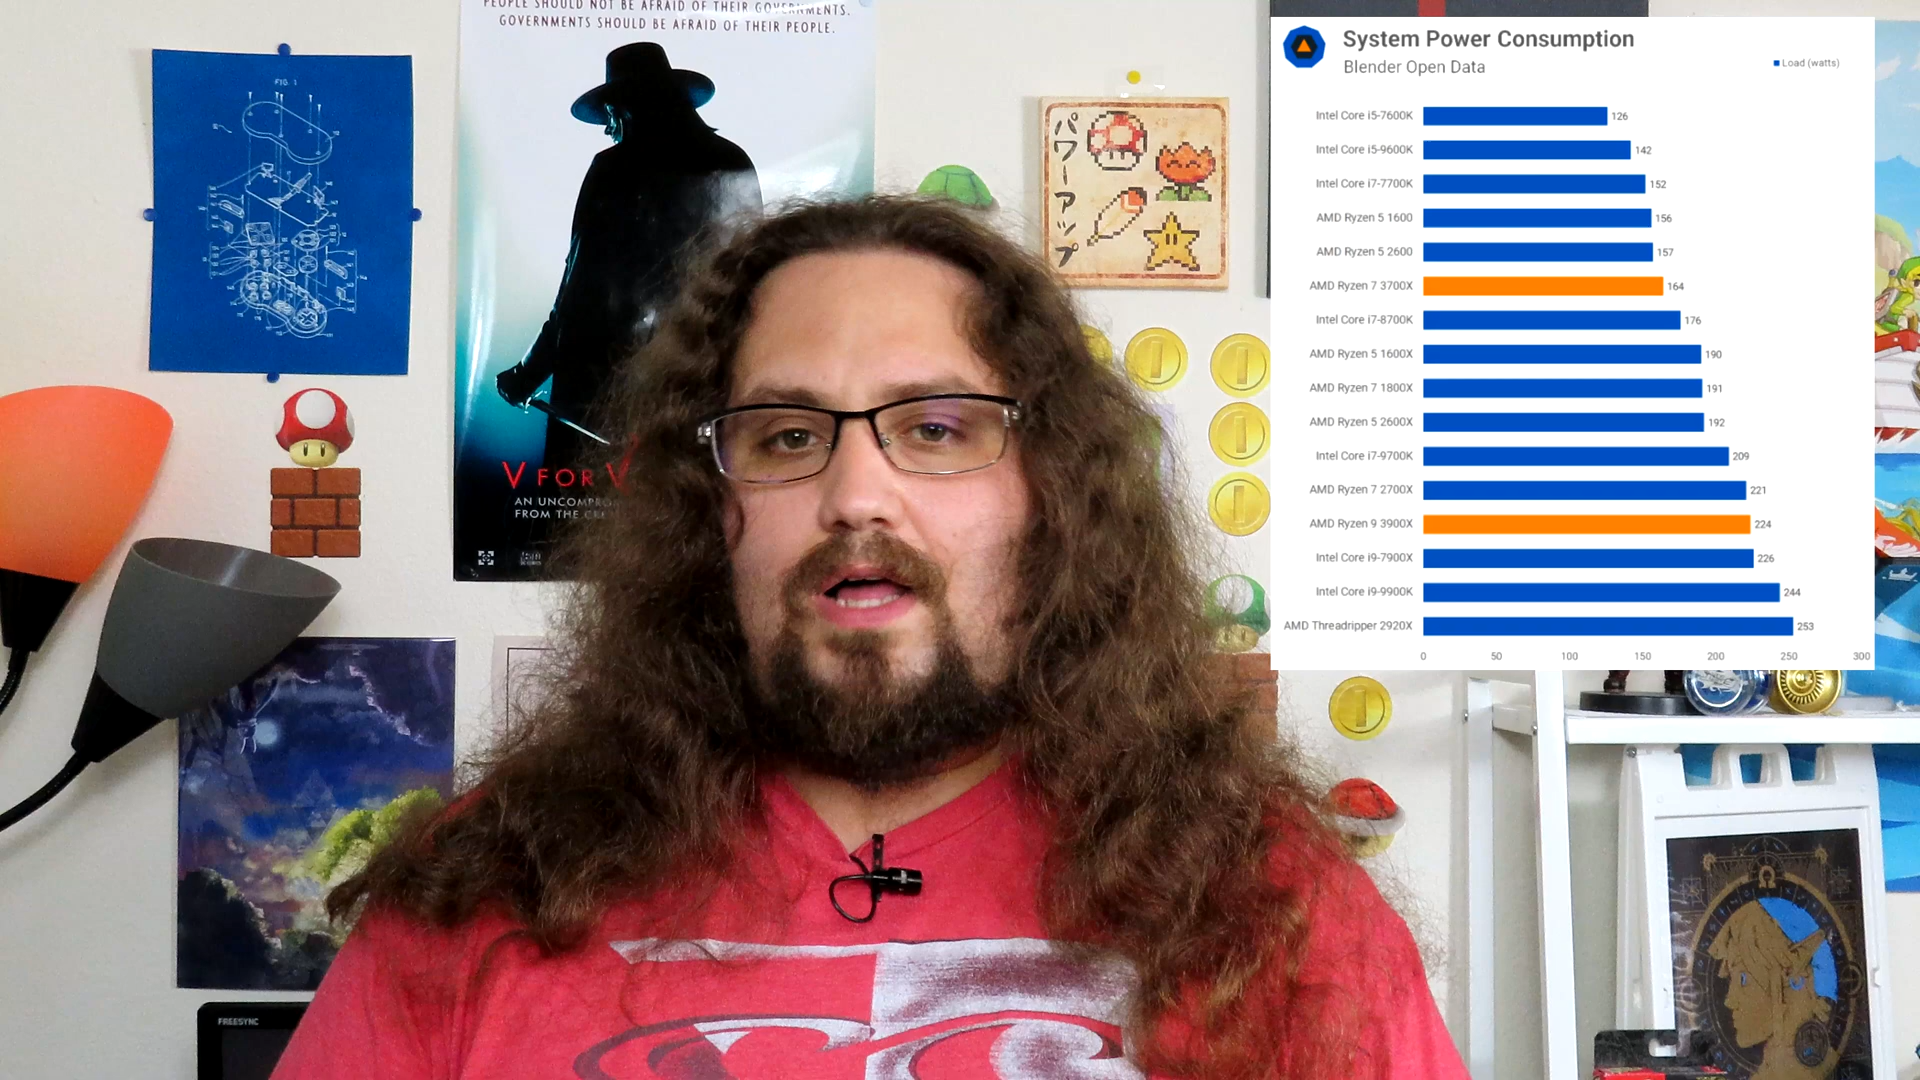 PEOPLE SHOULD NOT BE AFRAID OF THEIR GOVERNMENTS.
GOVERNMENTS SHOULD BE AFRAID OF THEIR PEOPLE.
FIG. 1
V FOR V
AN UNCOMPRO
FROM THE CRE
パワーアップ
FREESYNC
System Power Consumption
Blender Open Data
Load (watts)
Intel Core i5-7600K 126
Intel Core i5-9600K 142
Intel Core i7-7700K 152
AMD Ryzen 5 1600 156
AMD Ryzen 5 2600 157
AMD Ryzen 7 3700X 164
Intel Core i7-8700K 176
AMD Ryzen 5 1600X 190
AMD Ryzen 7 1800X 191
AMD Ryzen 5 2600X 192
Intel Core i7-9700K 209
AMD Ryzen 7 2700X 221
AMD Ryzen 9 3900X 224
Intel Core i9-7900X 226
Intel Core i9-9900K 244
AMD Threadripper 2920X 253
0 50 100 150 200 250 300